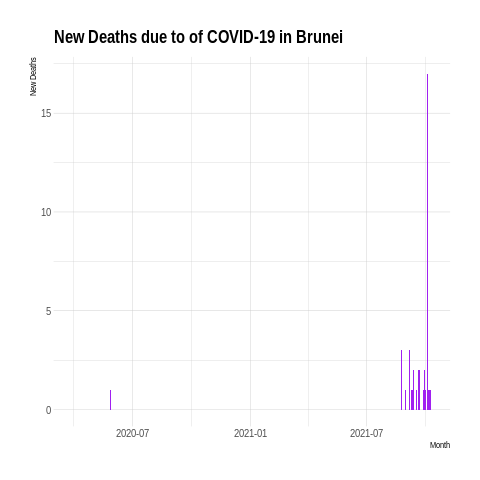 New Deaths due to of COVID-19 in Brunei
New Deaths
15
10
5
0
2020-07
2021-01
2021-07
Month